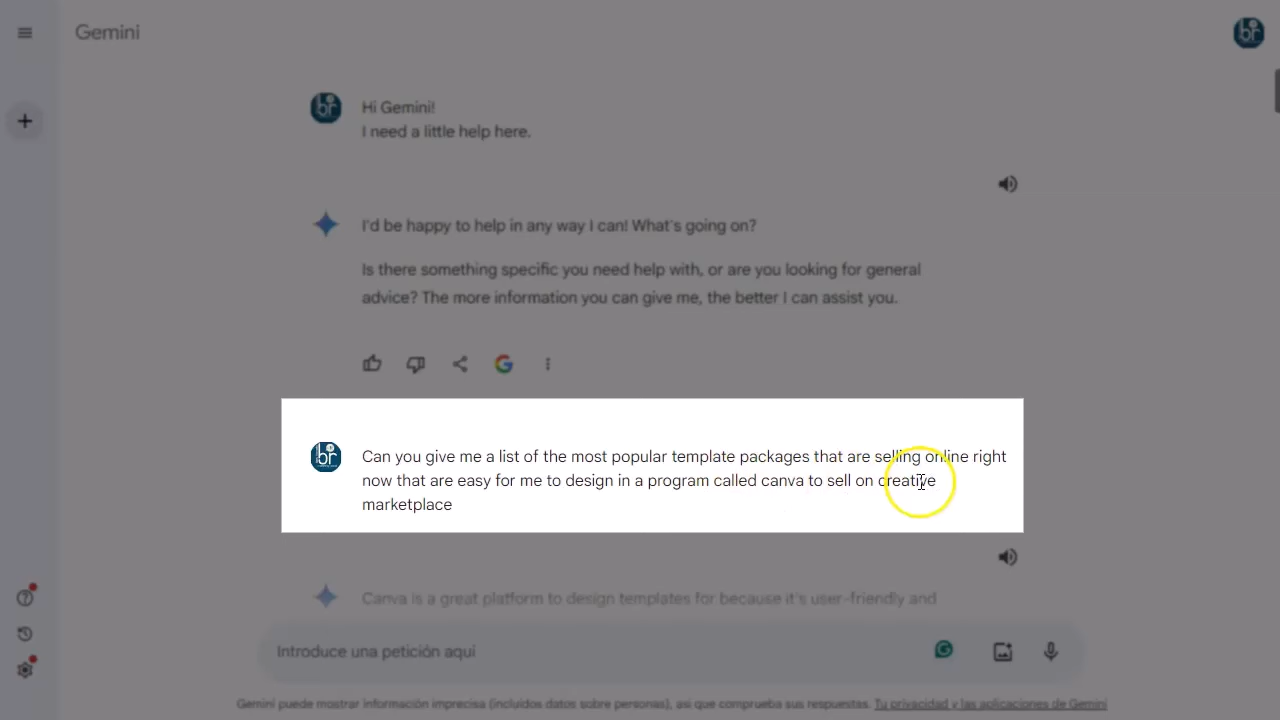 Gemini
br
br
Hi Gemini!
I need a little help here.
I'd be happy to help in any way I can! What's going on?
Is there something specific you need help with, or are you looking for general
advice? The more information you can give me, the better I can assist you.
br
Can you give me a list of the most popular template packages that are selling online right
now that are easy for me to design in a program called canva to sell on creative
marketplace
Canva is a great platform to design templates for because it's user-friendly and
Introduce una petición aquí
Gemini puede mostrar información imprecisa (incluidos datos sobre personas), así que comprueba sus respuestas. Tu privacidad y las aplicaciones de Gemini